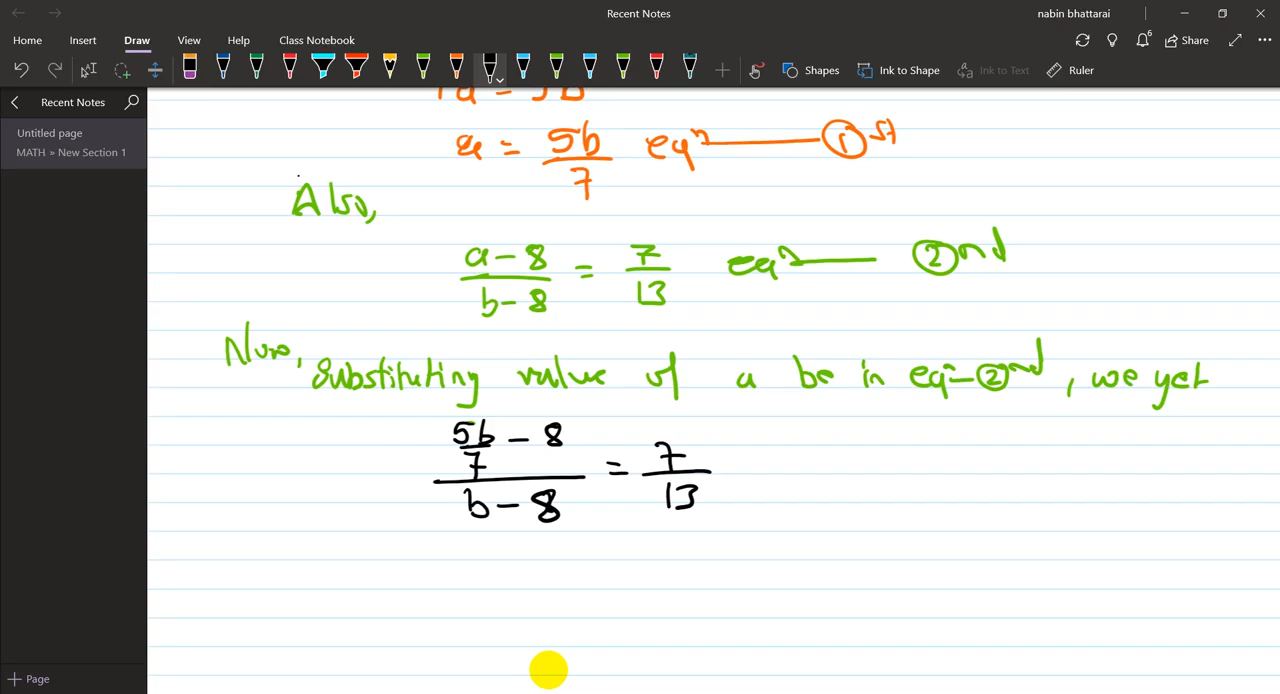 Recent Notes
nabin bhattarai
Home Insert Draw View Help Class Notebook
6 Share
Shapes Ink to Shape Ink to Text Ruler
Recent Notes
Untitled page
MATH » New Section 1
a = 5b/7 eqⁿ ——— ① st
Also,
a - 8 / b - 8 = 7/13 eqⁿ ——— ② nd
Now, substituting value of a be in eqⁿ - ② nd, we get
5b/7 - 8 / b - 8 = 7/13
Page